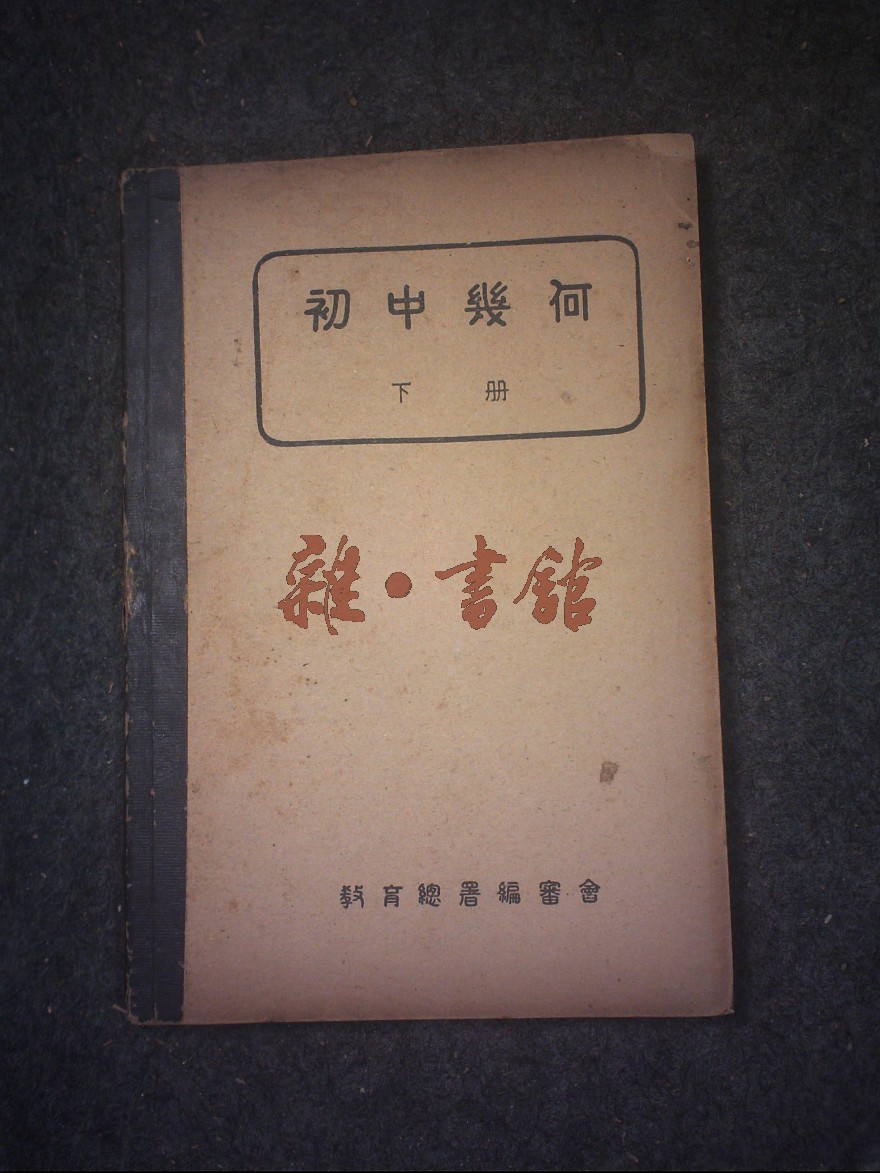 初中幾何
下册
雜·書館
教育總署編審會